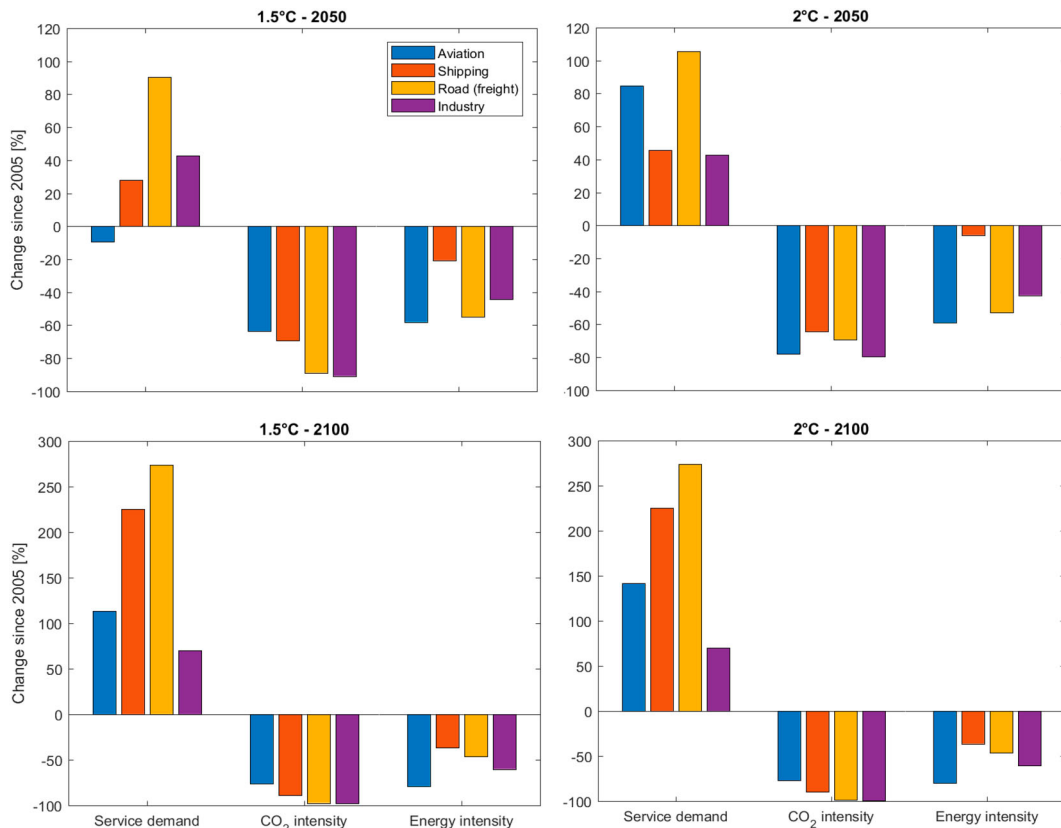 1.5°C - 2050
2°C - 2050
120
100
80
60
40
20
0
-20
-40
-60
-80
-100
Change since 2005 [%]
Aviation
Shipping
Road (freight)
Industry
120
100
80
60
40
20
0
-20
-40
-60
-80
-100
1.5°C - 2100
2°C - 2100
300
250
200
150
100
50
0
-50
-100
Change since 2005 [%]
Service demand
CO2 intensity
Energy intensity
300
250
200
150
100
50
0
-50
-100
Service demand
CO2 intensity
Energy intensity